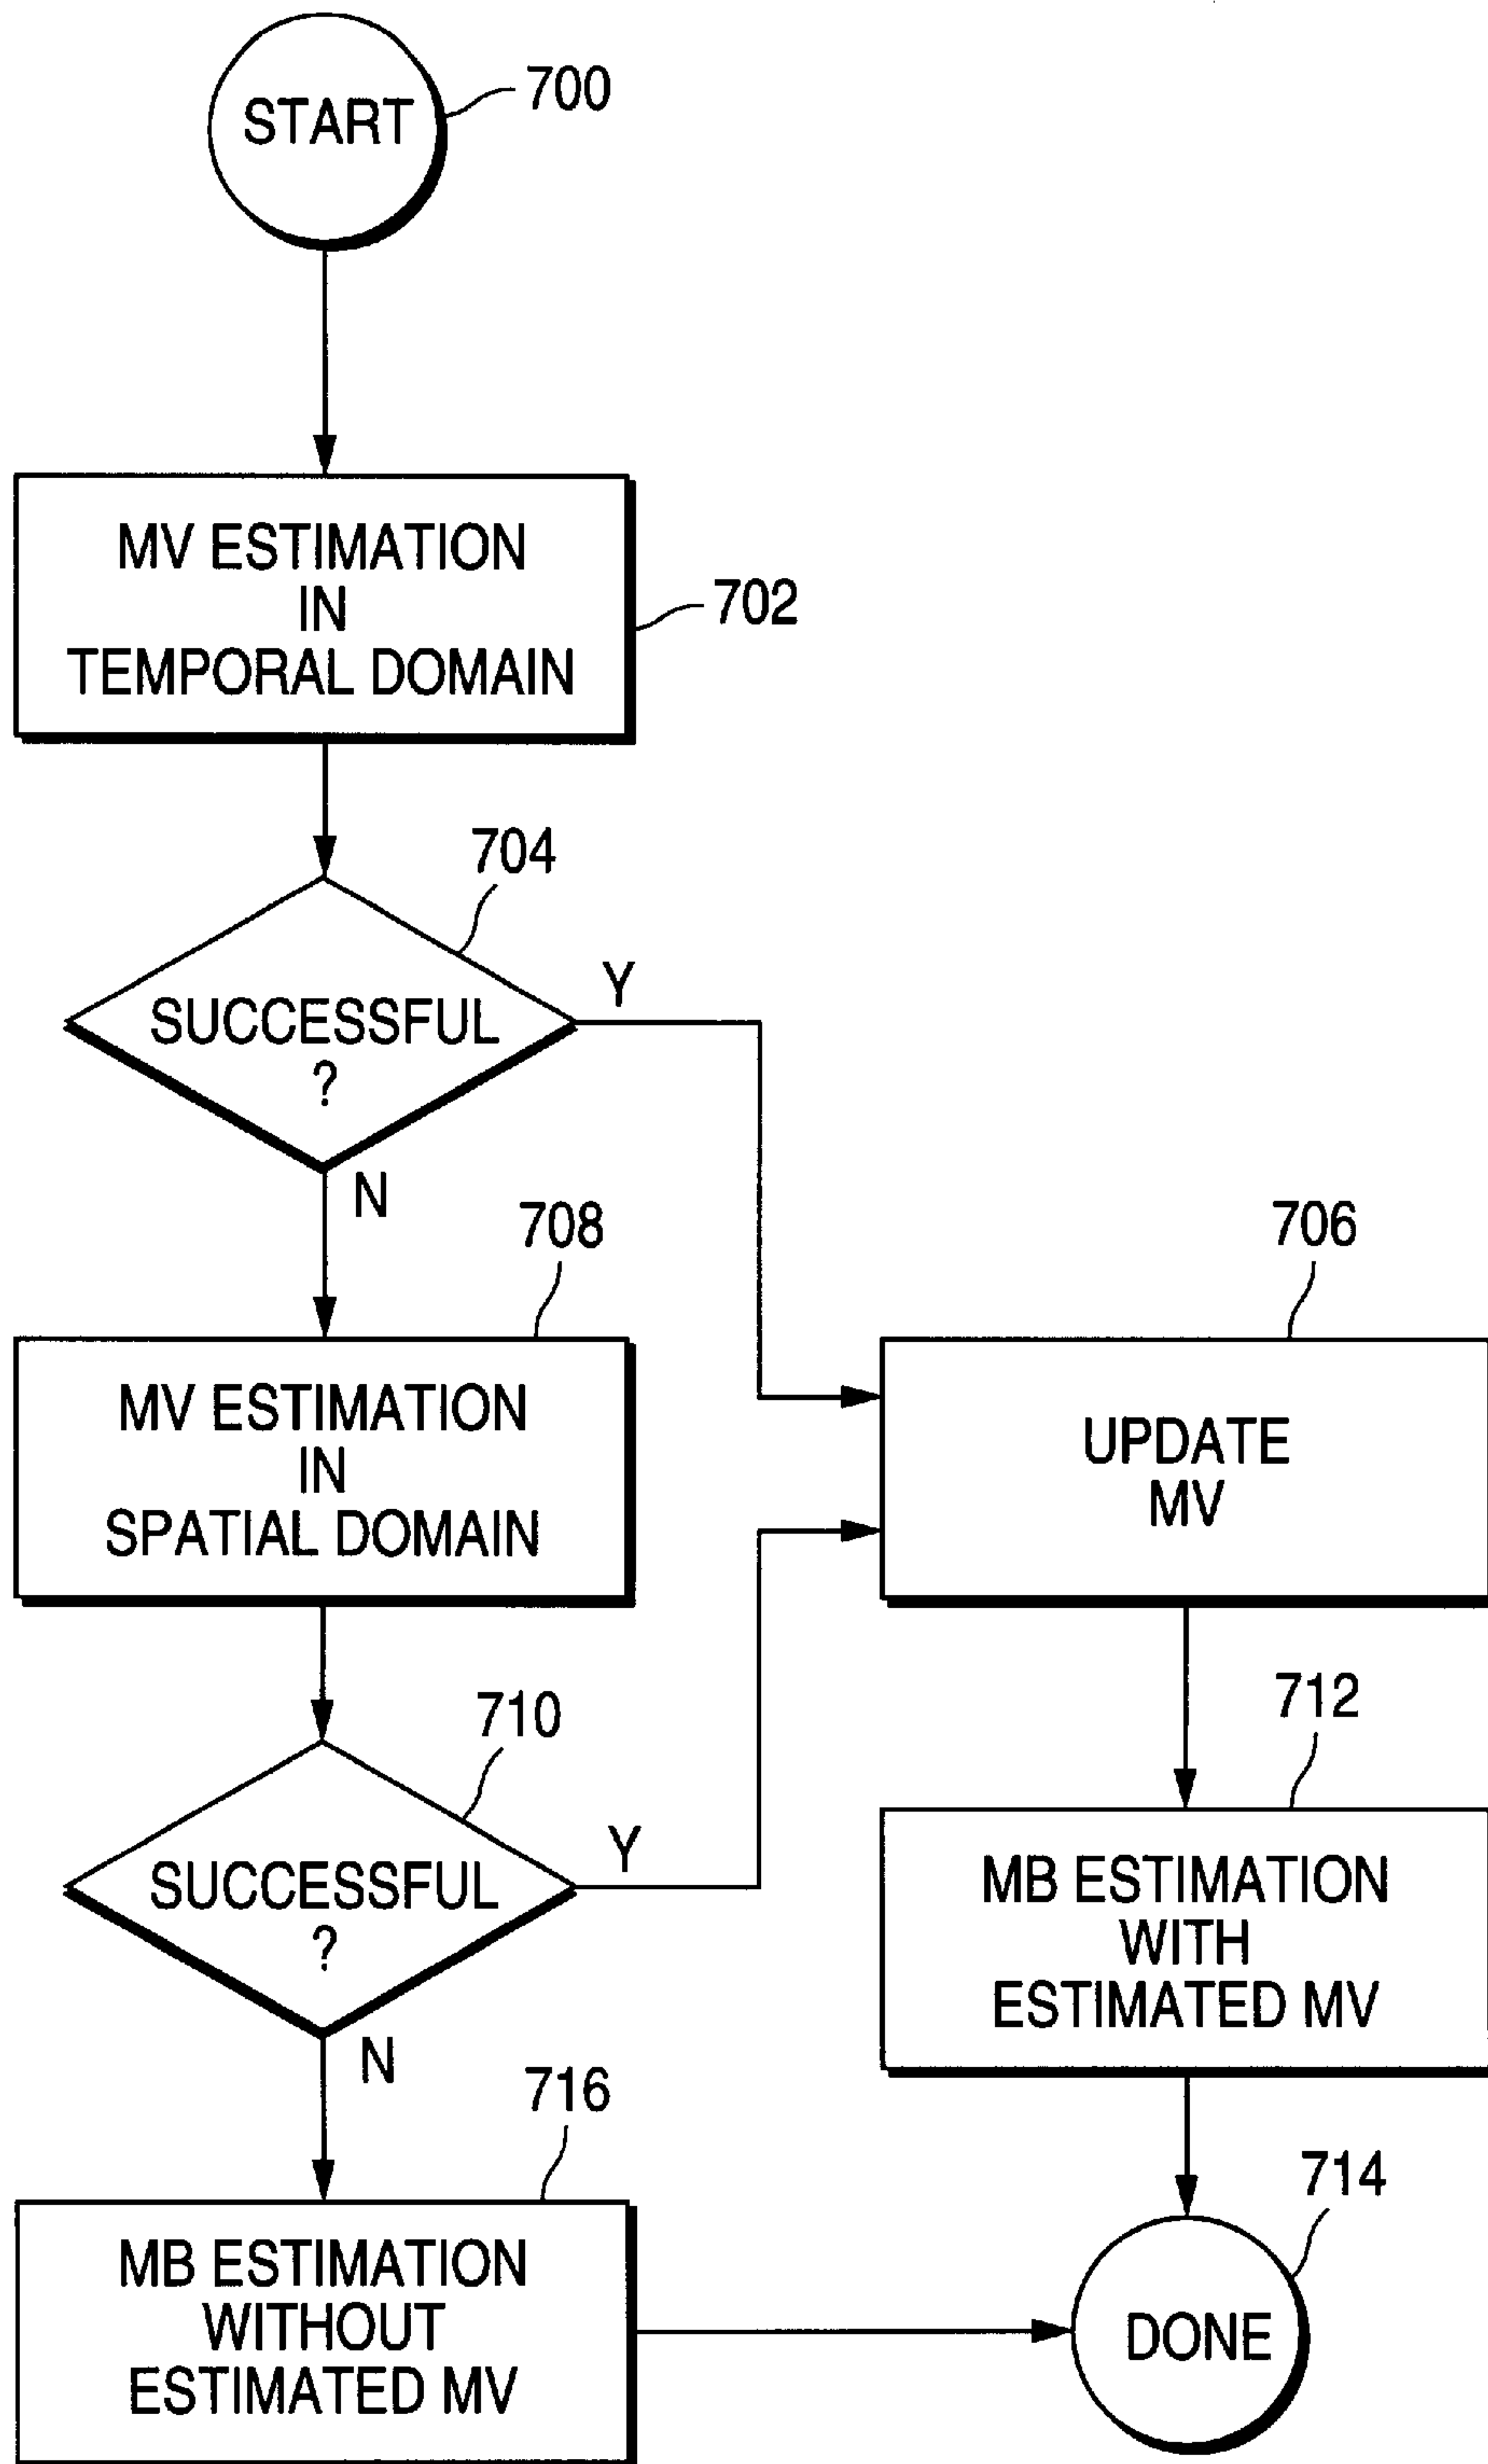 START
700
MV ESTIMATION
IN
TEMPORAL DOMAIN
702
704
SUCCESSFUL
?
Y
N
708
MV ESTIMATION
IN
SPATIAL DOMAIN
706
UPDATE
MV
710
SUCCESSFUL
?
Y
N
712
MB ESTIMATION
WITH
ESTIMATED MV
716
MB ESTIMATION
WITHOUT
ESTIMATED MV
714
DONE